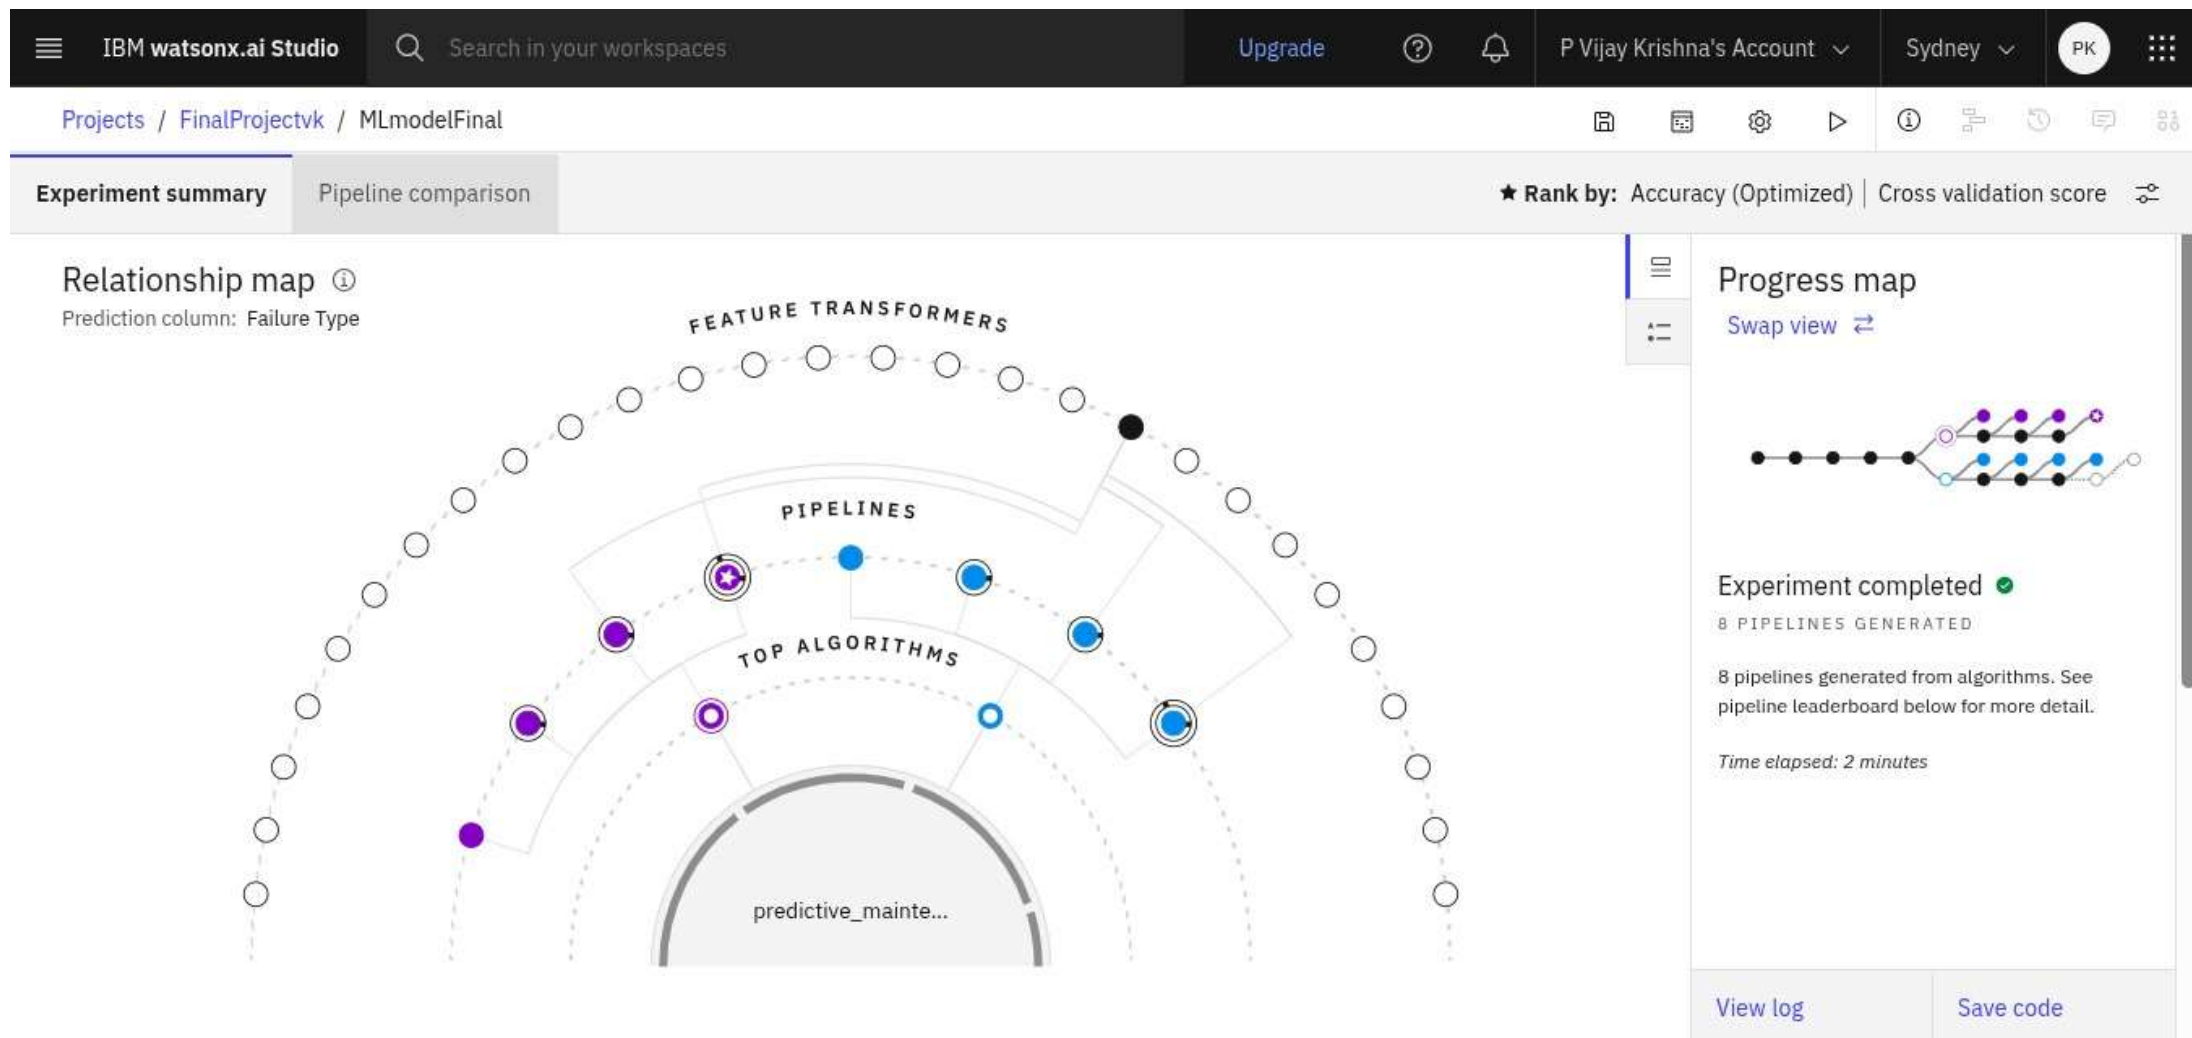 IBM watsonx.ai Studio
Search in your workspaces
Upgrade
P Vijay Krishna's Account
Sydney
PK
Projects / FinalProjectvk / MLmodelFinal
Experiment summary
Pipeline comparison
Rank by: Accuracy (Optimized) | Cross validation score
Relationship map
Prediction column: Failure Type
FEATURE TRANSFORMERS
PIPELINES
TOP ALGORITHMS
predictive_mainte...
Progress map
Swap view
Experiment completed
8 PIPELINES GENERATED
8 pipelines generated from algorithms. See
pipeline leaderboard below for more detail.
Time elapsed: 2 minutes
View log
Save code